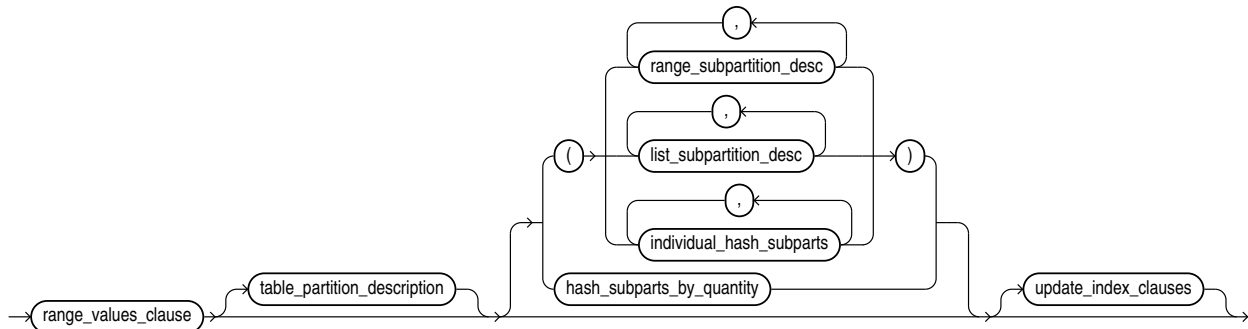 ,
range_subpartition_desc
,
( list_subpartition_desc )
,
individual_hash_subparts
table_partition_description hash_subparts_by_quantity update_index_clauses
range_values_clause